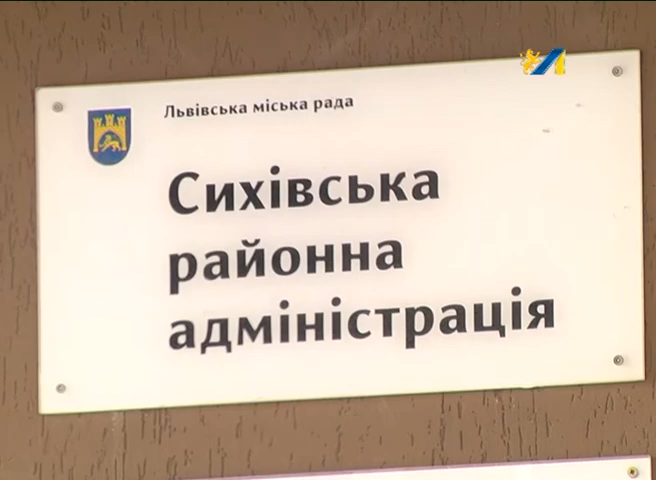 Львівська міська рада
Сихівська
районна
адміністрація